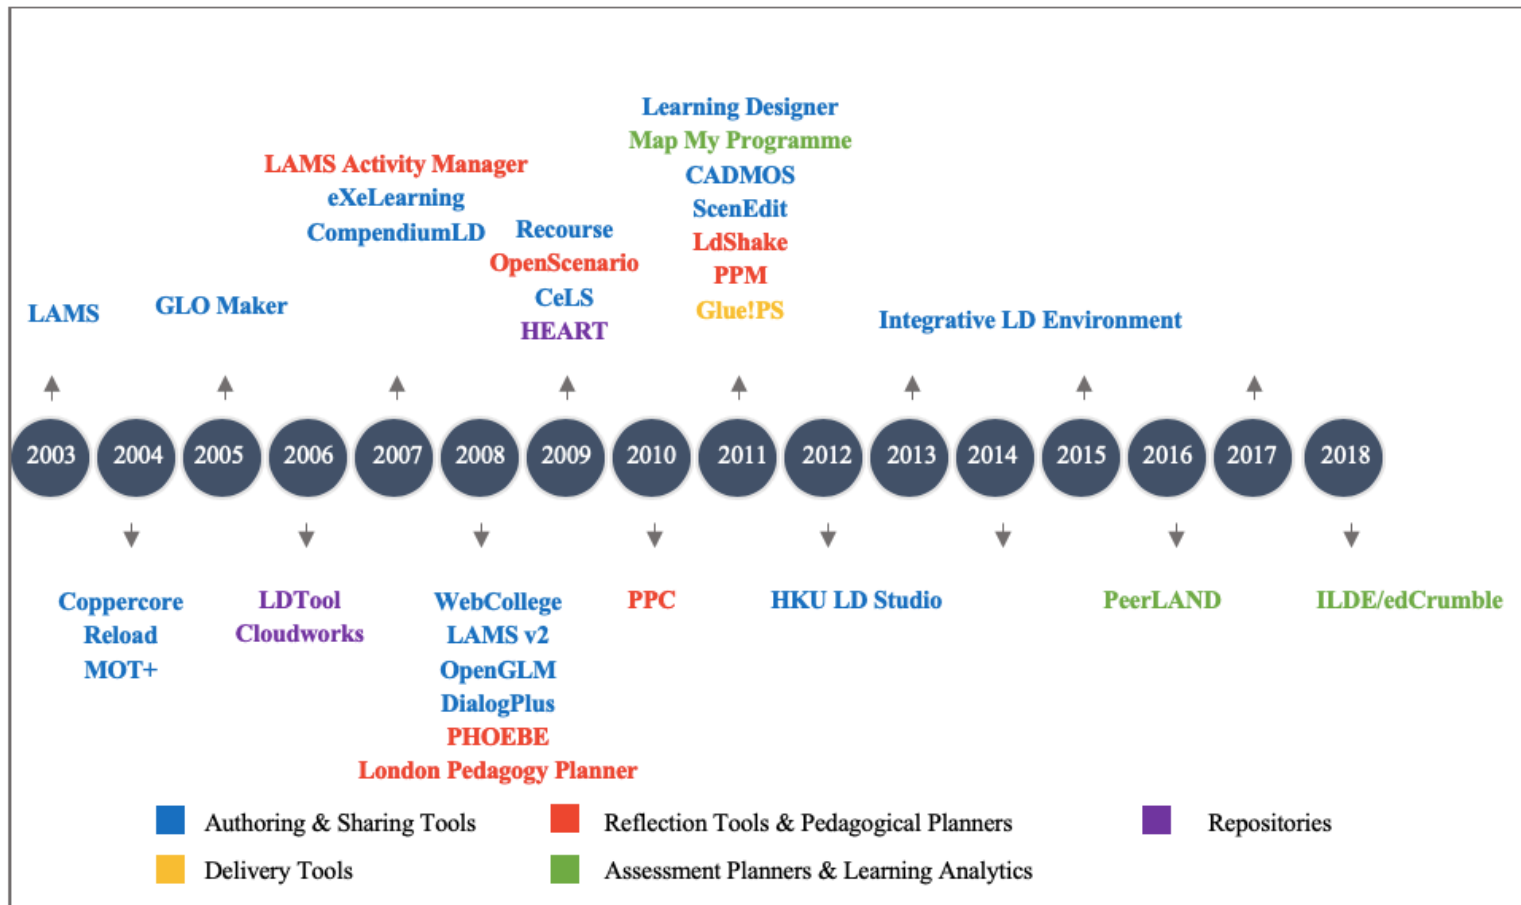 Learning Designer
Map My Programme
LAMS Activity Manager
CADMOS
eXeLearning
ScenEdit
CompendiumLD
Recourse
LdShake
OpenScenario
PPM
CeLS
Glue!PS
LAMS
GLO Maker
HEART
Integrative LD Environment
2003 2004 2005 2006 2007 2008 2009 2010 2011 2012 2013 2014 2015 2016 2017 2018
Coppercore
Reload
MOT+
LDTool
Cloudworks
WebCollege
LAMS v2
OpenGLM
DialogPlus
PHOEBE
London Pedagogy Planner
PPC
HKU LD Studio
PeerLAND
ILDE/edCrumble
Authoring & Sharing Tools
Reflection Tools & Pedagogical Planners
Repositories
Delivery Tools
Assessment Planners & Learning Analytics